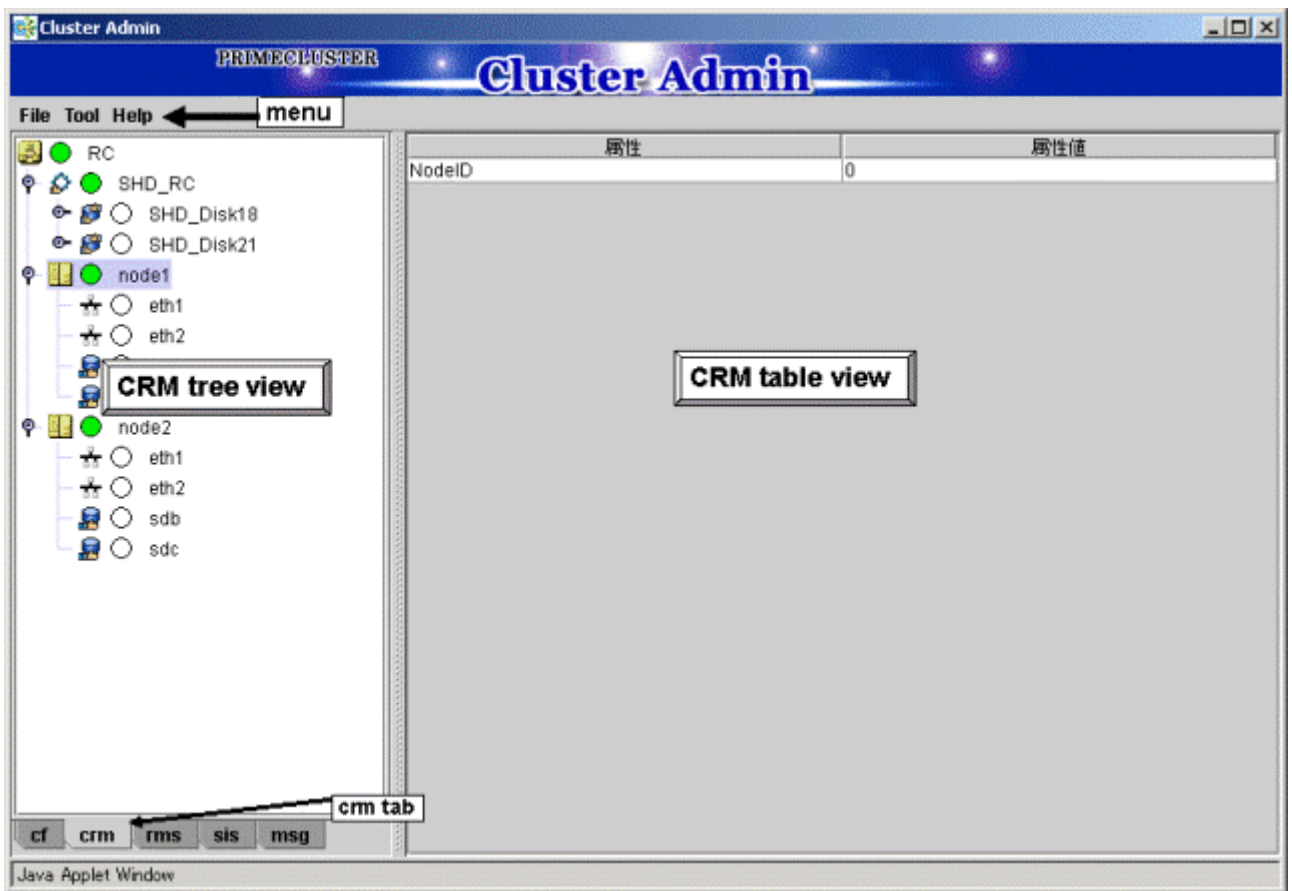 Cluster Admin
PRIMECLUSTER
Cluster Admin
File Tool Help
menu
RC
SHD_RC
SHD_Disk18
SHD_Disk21
node1
eth1
eth2
CRM tree view
node2
eth1
eth2
sdb
sdc
属性 属性値
NodeID 0
CRM table view
crm tab
cf crm rms sis msg
Java Applet Window